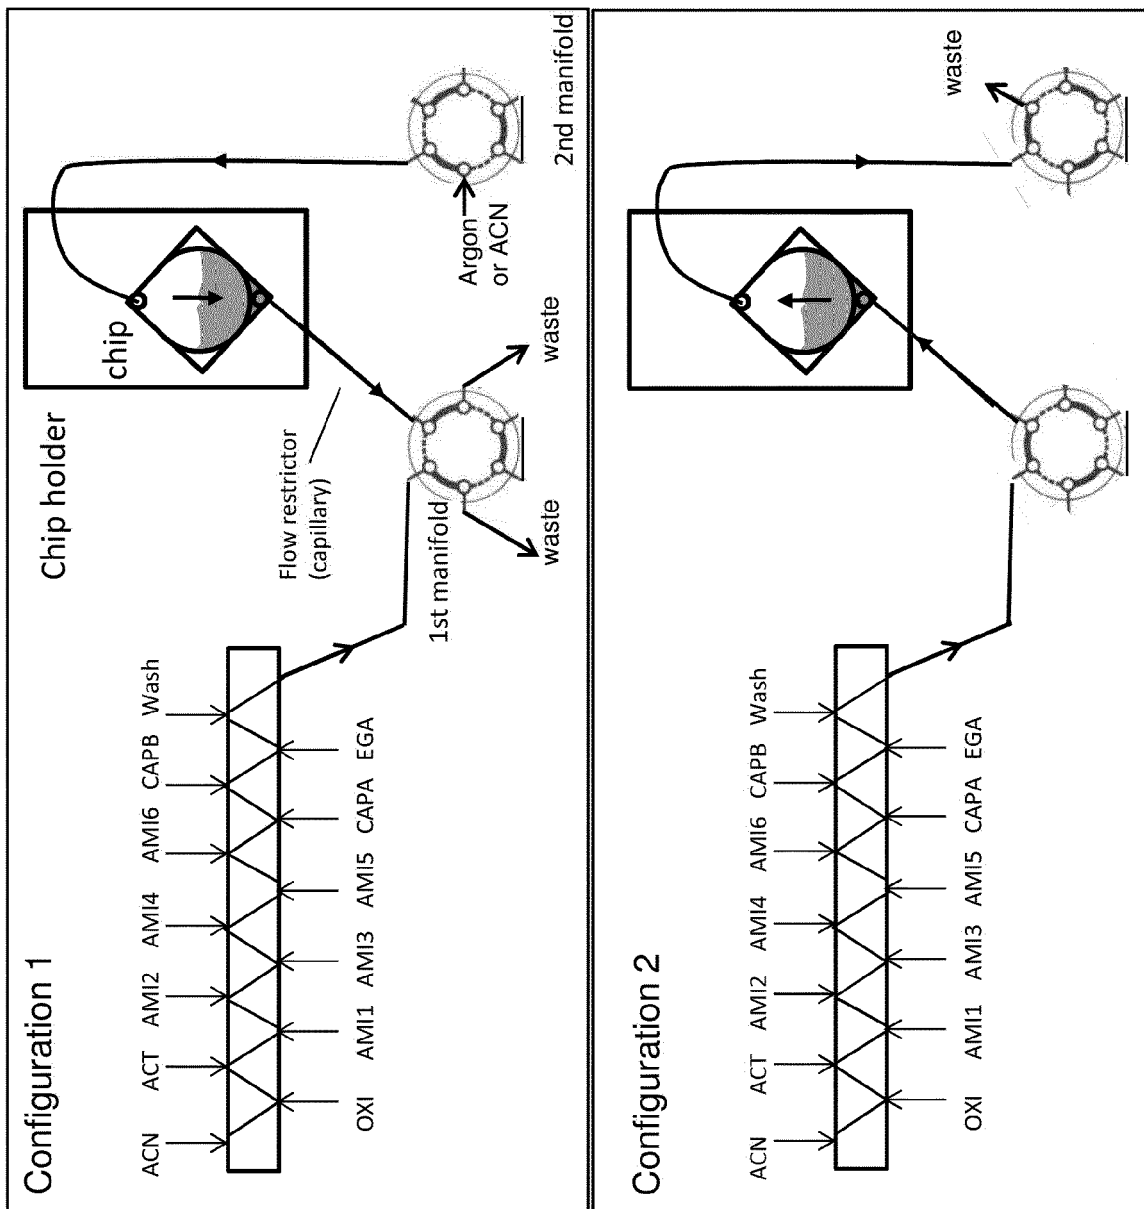 Configuration 1
Chip holder
chip
ACN
ACT
AMI2
AMI4
AMI6
CAPB
Wash
OXI
AMI1
AMI3
AMI5
CAPA
EGA
Flow restrictor
(capillary)
1st manifold
waste
waste
Argon
or ACN
2nd manifold
Configuration 2
ACN
ACT
AMI2
AMI4
AMI6
CAPB
Wash
OXI
AMI1
AMI3
AMI5
CAPA
EGA
waste